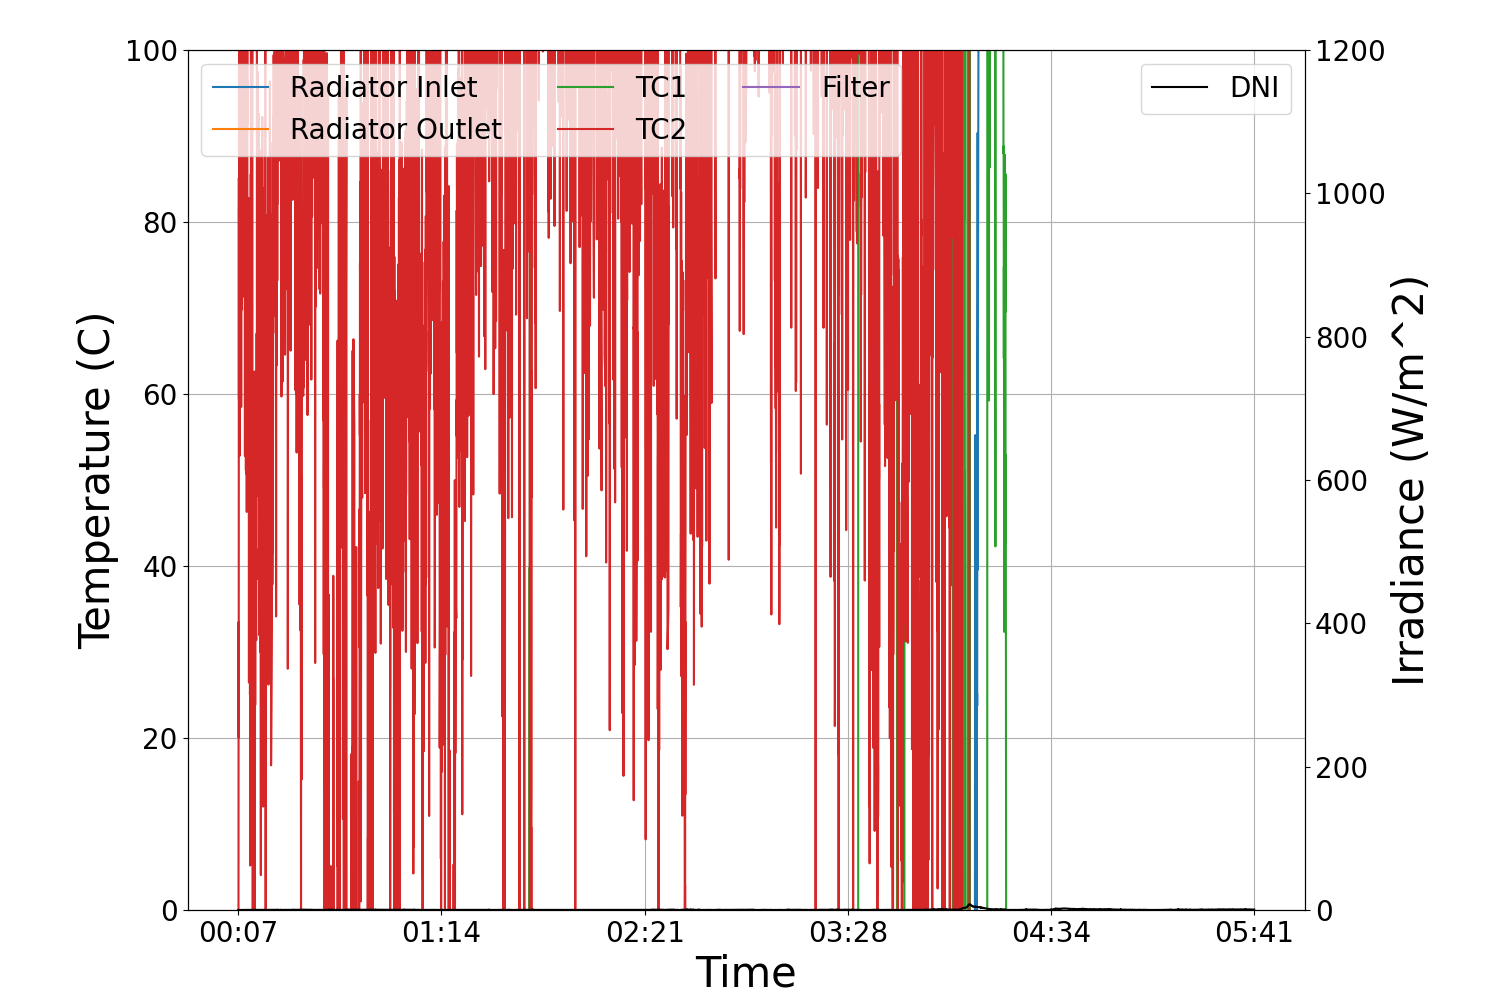 Radiator Inlet
Radiator Outlet
TC1
TC2
Filter
DNI
100
80
60
40
20
0
Temperature (C)
1200
1000
800
600
400
200
0
Irradiance (W/m^2)
00:07 01:14 02:21 03:28 04:34 05:41
Time